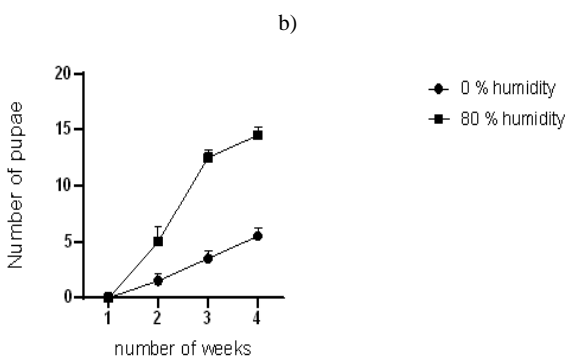 b)
20
15
10
5
0
Number of pupae
1 2 3 4
number of weeks
0 % humidity
80 % humidity